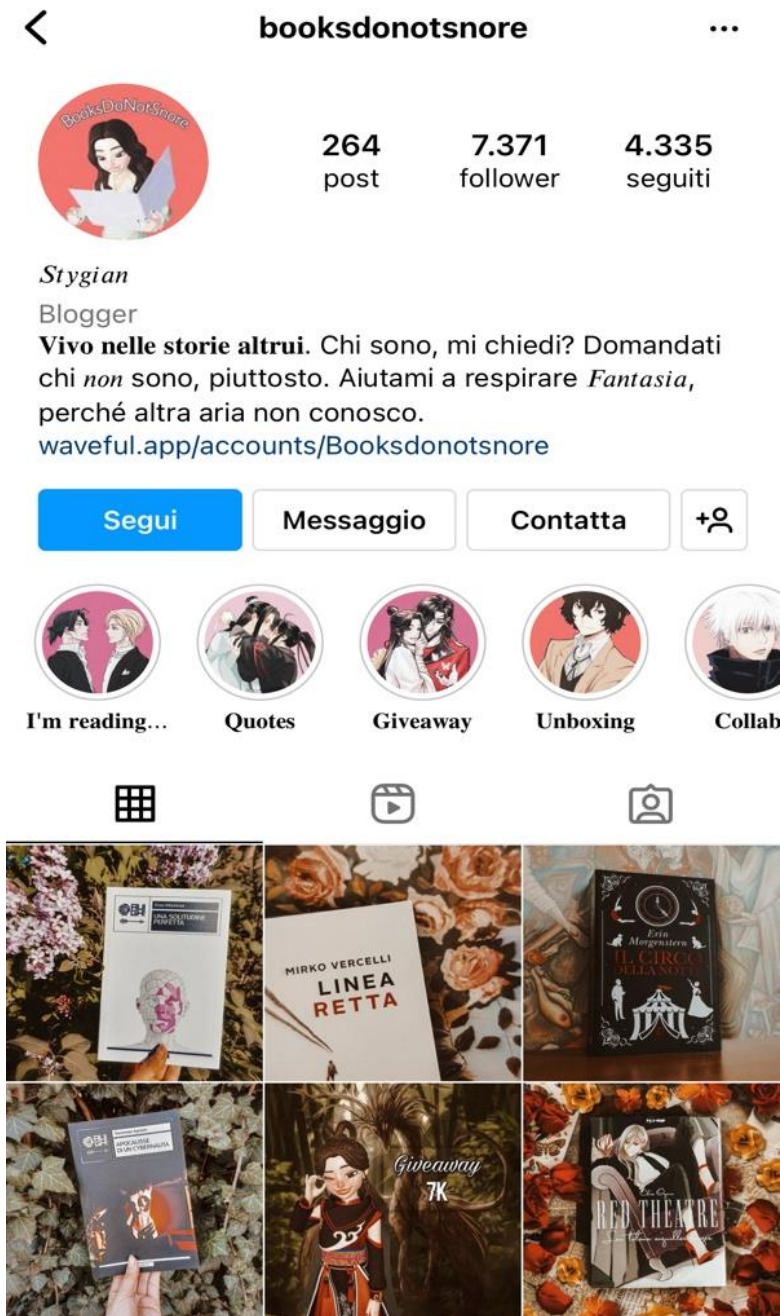 booksdonotsnore
BooksDoNotSnore
264
7.371
4.335
post
follower
seguiti
Stygian
Blogger
Vivo nelle storie altrui. Chi sono, mi chiedi? Domandati
chi non sono, piuttosto. Aiutami a respirare Fantasia,
perché altra aria non conosco.
waveful.app/accounts/Booksdonotsnore
Segui
Messaggio
Contatta
I'm reading...
Quotes
Giveaway
Unboxing
Collab
UNA SOLITUDINE
PERFETTA
MIRKO VERCELLI
LINEA
RETTA
Erin
Morgenstern
IL CIRCO
DELLA NOTTE
APOCALISSE
DI UN CYBERNAUTA
Giveaway
7K
RED THEATRE